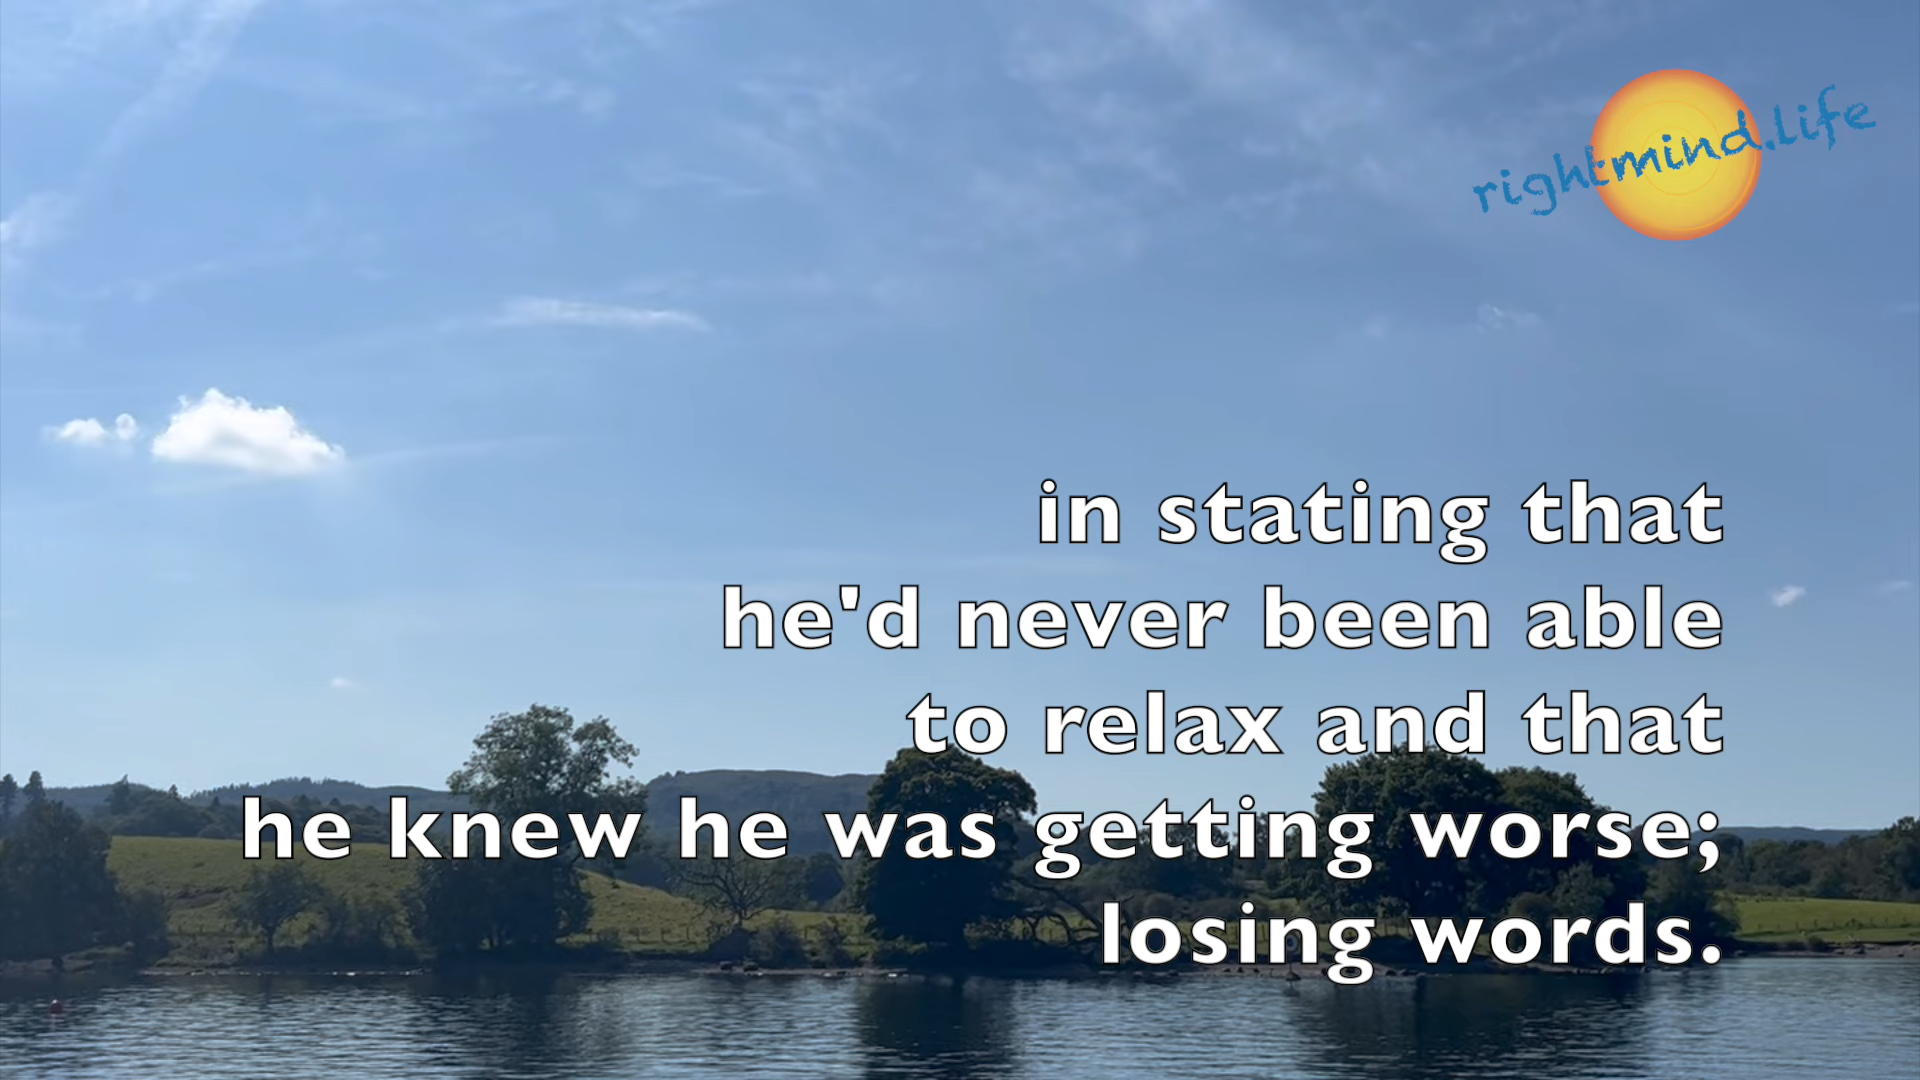 rightmind.life
in stating that
he'd never been able
to relax and that
he knew he was getting worse;
losing words.